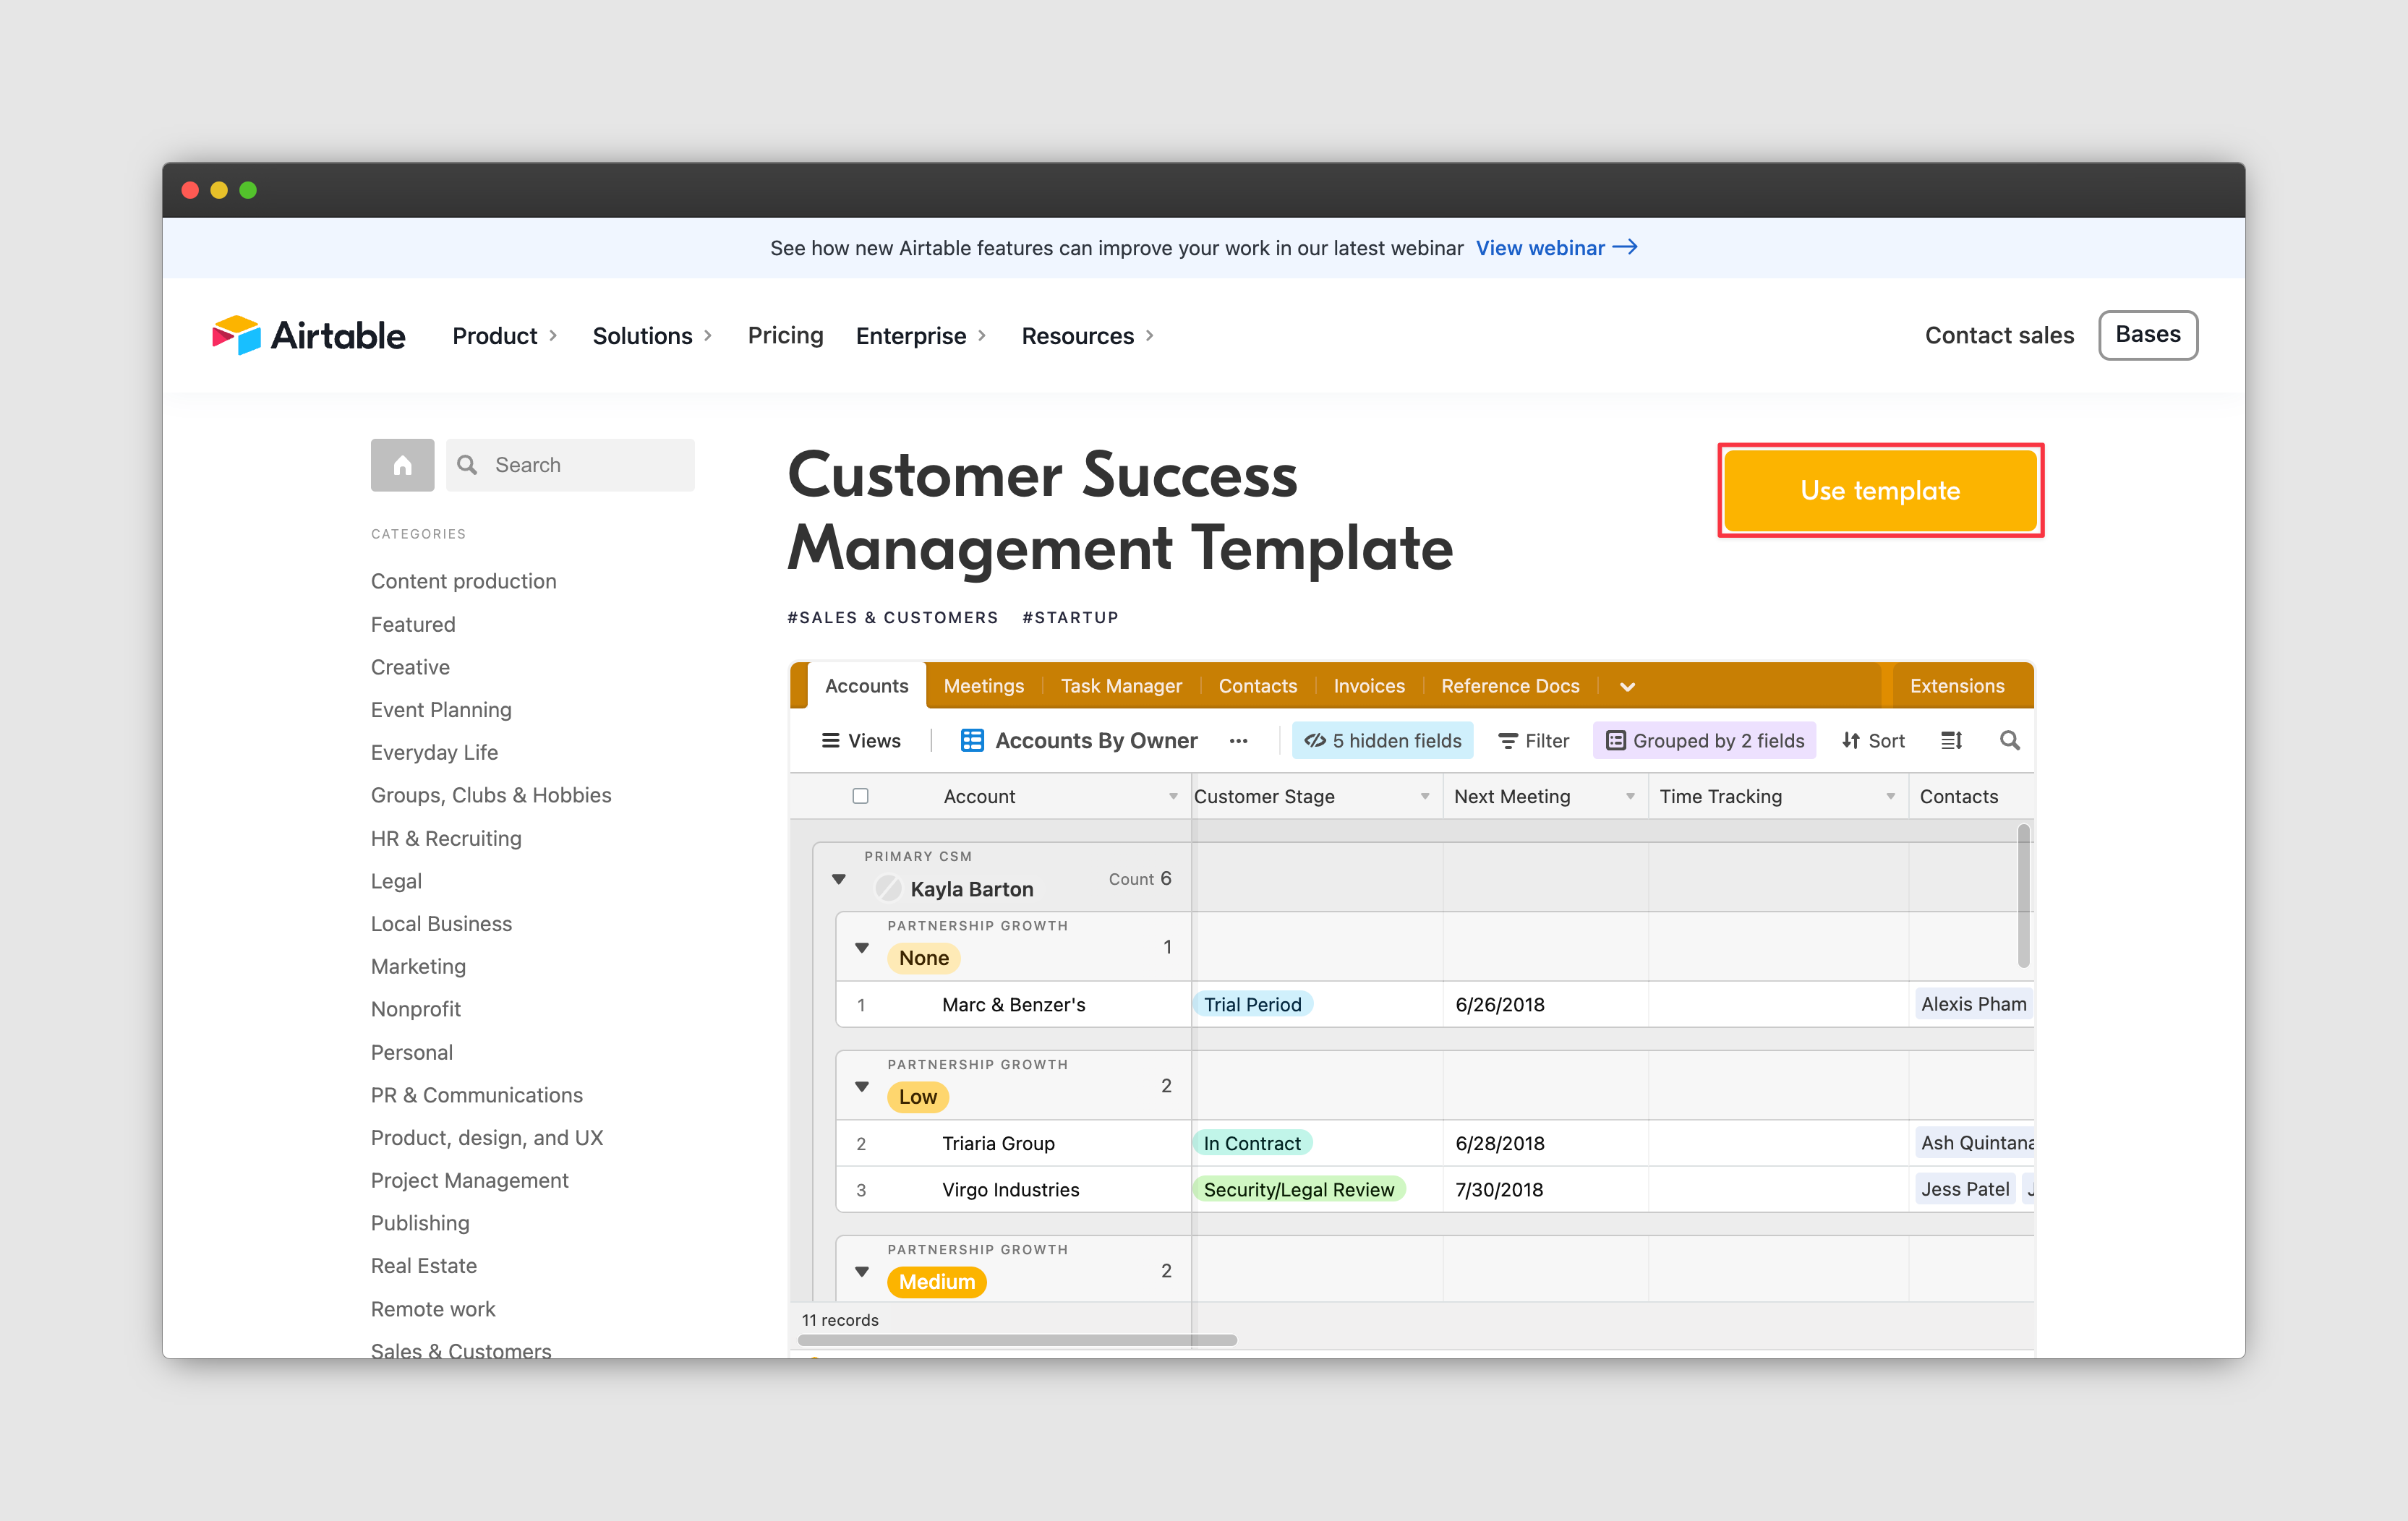 See how new Airtable features can improve your work in our latest webinar View webinar →
Airtable Product Solutions Pricing Enterprise Resources Contact sales Bases
Search
CATEGORIES
Content production
Featured
Creative
Event Planning
Everyday Life
Groups, Clubs & Hobbies
HR & Recruiting
Legal
Local Business
Marketing
Nonprofit
Personal
PR & Communications
Product, design, and UX
Project Management
Publishing
Real Estate
Remote work
Sales & Customers
Customer Success
Management Template
Use template
#SALES & CUSTOMERS #STARTUP
Accounts Meetings Task Manager Contacts Invoices Reference Docs Extensions
Views Accounts By Owner ... 5 hidden fields Filter Grouped by 2 fields Sort
Account Customer Stage Next Meeting Time Tracking Contacts
PRIMARY CSM
Kayla Barton Count 6
PARTNERSHIP GROWTH
None 1
1 Marc & Benzer's Trial Period 6/26/2018 Alexis Pham
PARTNERSHIP GROWTH
Low 2
2 Triaria Group In Contract 6/28/2018 Ash Quintana
3 Virgo Industries Security/Legal Review 7/30/2018 Jess Patel J
PARTNERSHIP GROWTH
Medium 2
11 records